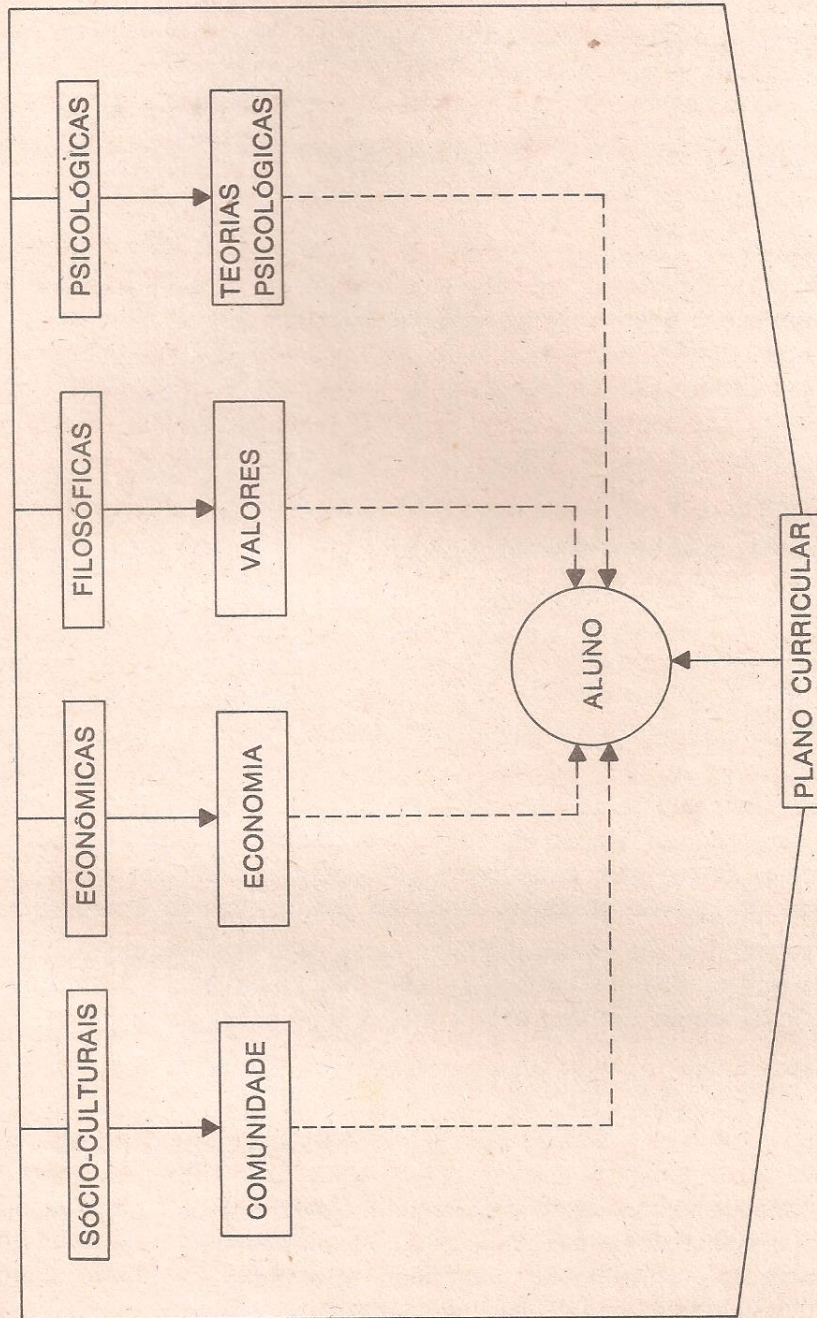 SÓCIO-CULTURAIS
ECONÔMICAS
FILOSÓFICAS
PSICOLÓGICAS
COMUNIDADE
ECONOMIA
VALORES
TEORIAS
PSICOLÓGICAS
ALUNO
PLANO CURRICULAR